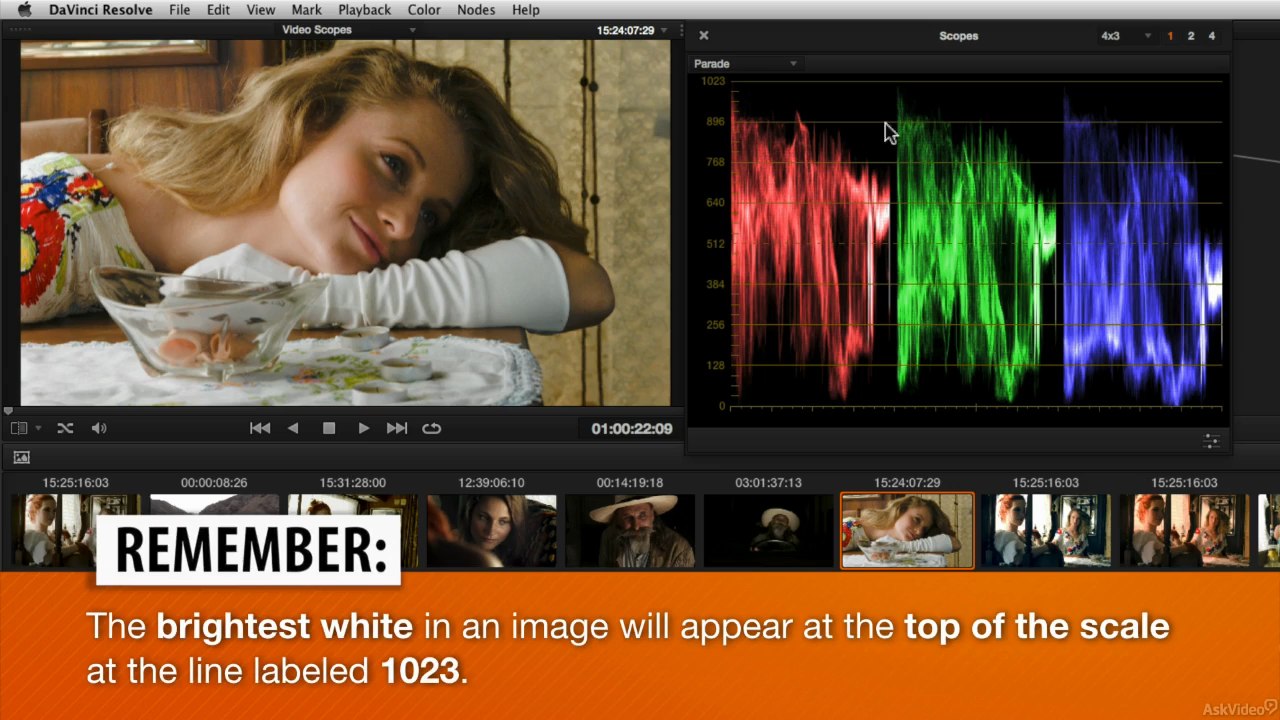 DaVinci Resolve File Edit View Mark Playback Color Nodes Help
Video Scopes 15:24:07:29
Scopes 4x3 1 2 4
Parade
1023
896
768
640
512
384
256
128
0
01:00:22:09
15:25:16:03 00:00:08:26 15:31:28:00 12:39:06:10 00:14:19:18 03:01:37:13 15:24:07:29 15:25:16:03 15:25:16:03
REMEMBER:
The brightest white in an image will appear at the top of the scale
at the line labeled 1023.
AskVideo